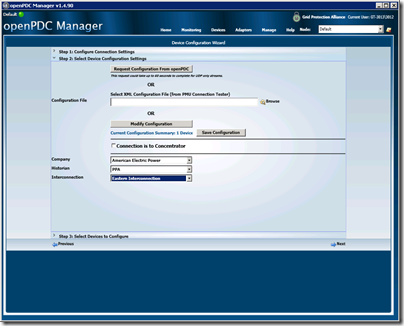 openPDC Manager v1.4.90
Default
openPDC Manager
Grid Protection Alliance Current User:
Home Monitoring Devices Adapters Manage Help Node: Default
Device Configuration Wizard
Step 1: Configure Connection Settings
Step 2: Select Device Configuration Settings
Request Configuration From openPDC
This request could take up to 60 seconds to complete for UDP only streams.
OR
Select XML Configuration File (from PMU Connection Tester)
Configuration File Browse
OR
Modify Configuration
Current Configuration Summary: 1 Device Save Configuration
Connection is to Concentrator
Company American Electric Power
Historian PPA
Interconnection Eastern Interconnection
Step 3: Select Devices to Configure
Previous Next